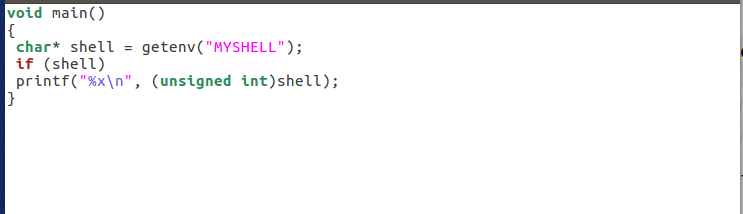 void main()
{
 char* shell = getenv("MYSHELL");
 if (shell)
 printf("%x\n", (unsigned int)shell);
}